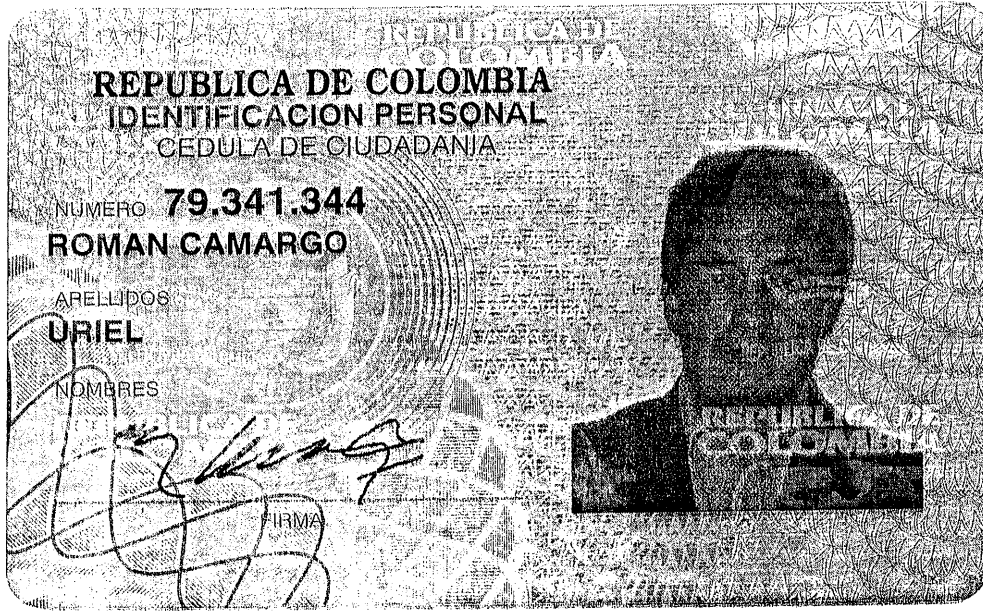 REPUBLICA DE
COLOMBIA
REPUBLICA DE COLOMBIA
IDENTIFICACION PERSONAL
CEDULA DE CIUDADANIA
NUMERO 79.341.344
ROMAN CAMARGO
APELLIDOS
URIEL
NOMBRES
REPUBLICA DE
COLOMBIA
FIRMA